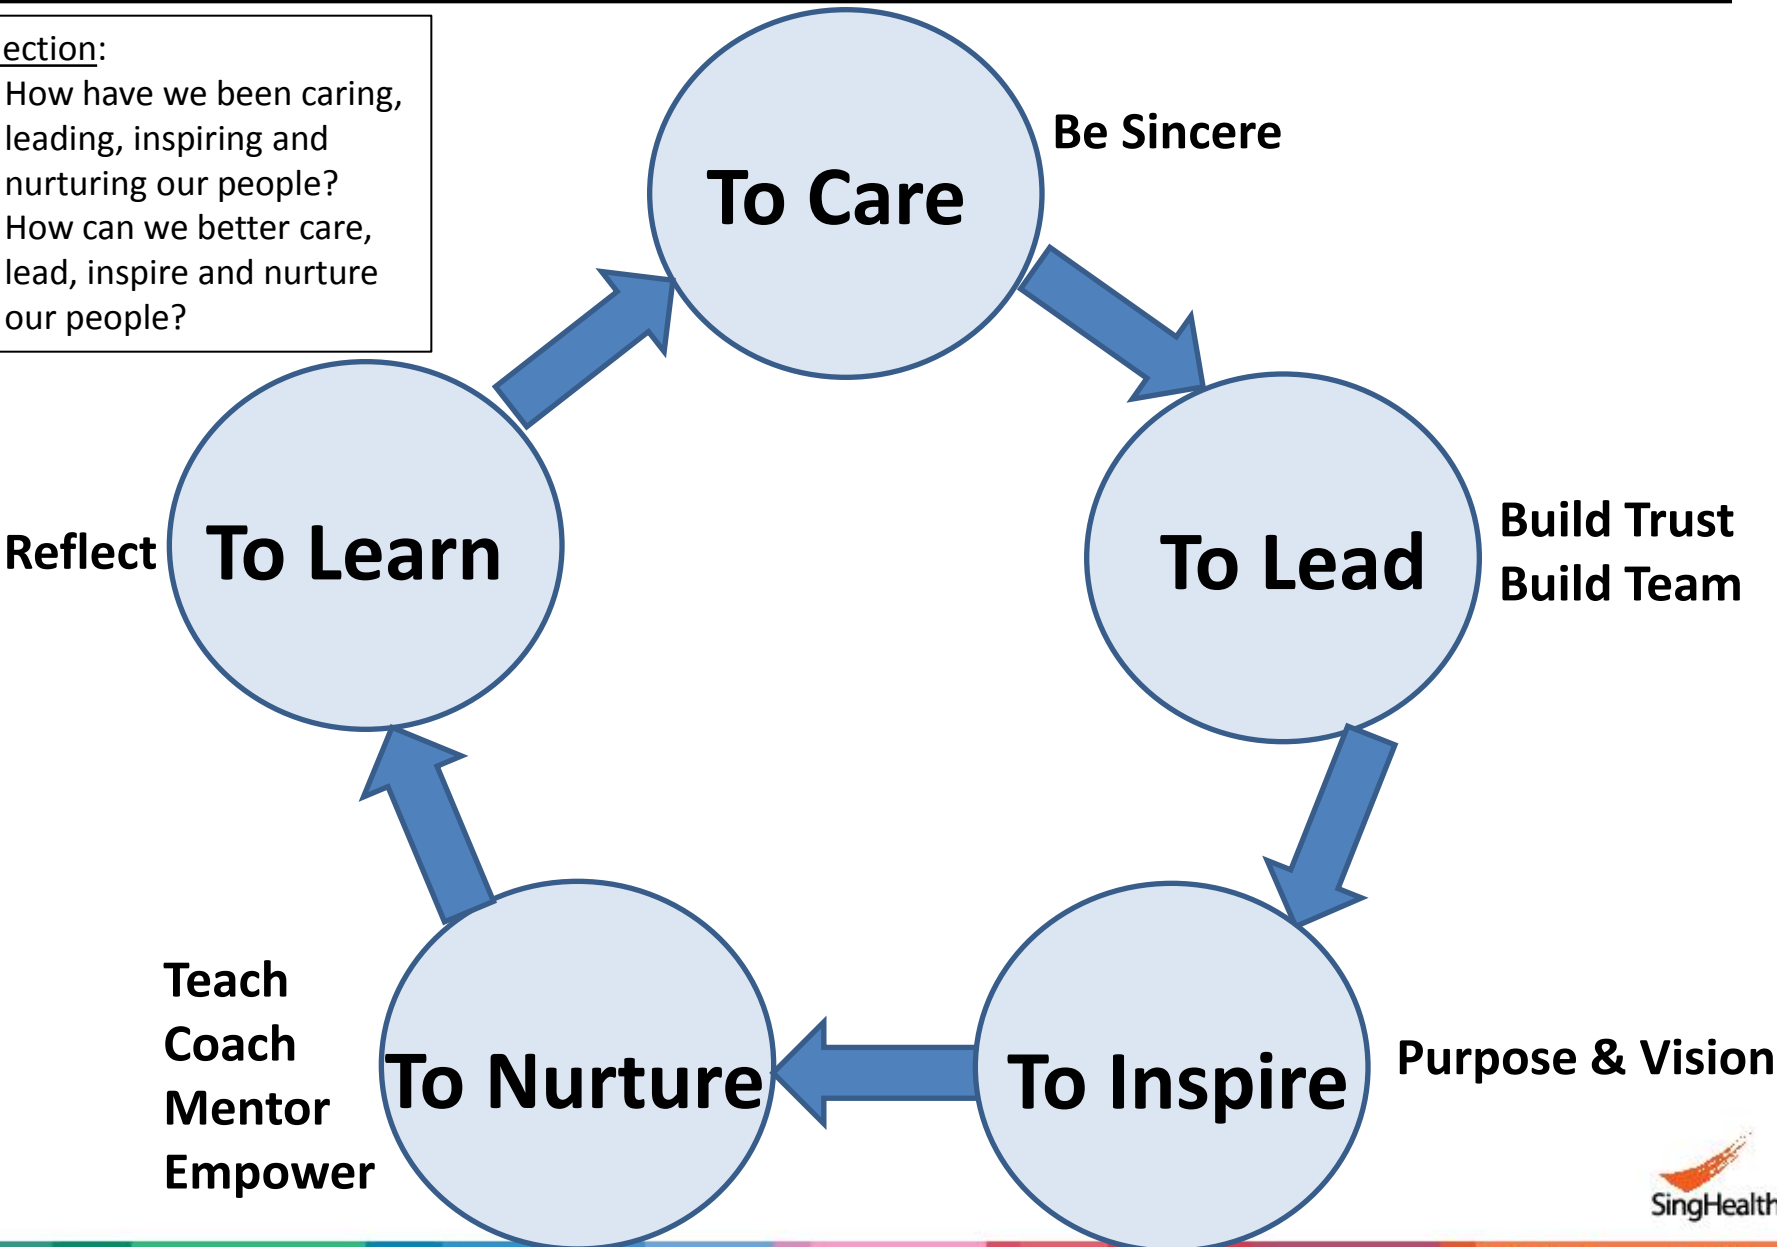 ection:
How have we been caring,
leading, inspiring and
nurturing our people?
How can we better care,
lead, inspire and nurture
our people?
To Care
Be Sincere
To Lead
Build Trust
Build Team
To Inspire
Purpose & Vision
To Nurture
Teach
Coach
Mentor
Empower
To Learn
Reflect
SingHealth